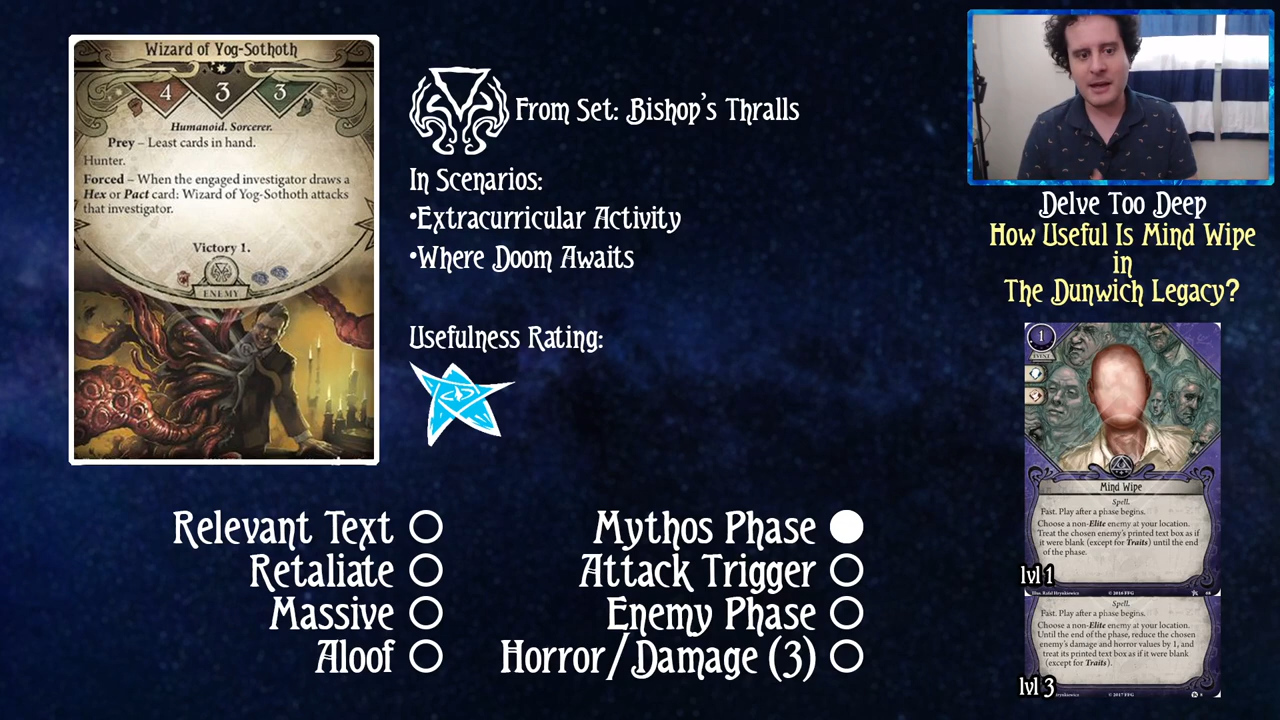 Wizard of Yog-Sothoth
4 3 3
Humanoid. Sorcerer.
Prey – Least cards in hand.
Hunter.
Forced – When the engaged investigator draws a
Hex or Pact card: Wizard of Yog-Sothoth attacks
that investigator.
Victory 1.
ENEMY
From Set: Bishop's Thralls
In Scenarios:
•Extracurricular Activity
•Where Doom Awaits
Usefulness Rating:
Relevant Text
Retaliate
Massive
Aloof
Mythos Phase
Attack Trigger
Enemy Phase
Horror/Damage (3)
Delve Too Deep
How Useful Is Mind Wipe
in
The Dunwich Legacy?
1
EVENT
Mind Wipe
Spell.
Fast. Play after a phase begins.
Choose a non-Elite enemy at your location.
Treat the chosen enemy's printed text box as if
it were blank (except for Traits) until the end
of the phase.
lvl 1
Spell.
Fast. Play after a phase begins.
Choose a non-Elite enemy at your location.
Until the end of the phase, reduce the chosen
enemy's damage and horror values by 1, and
treat its printed text box as if it were blank
(except for Traits).
lvl 3